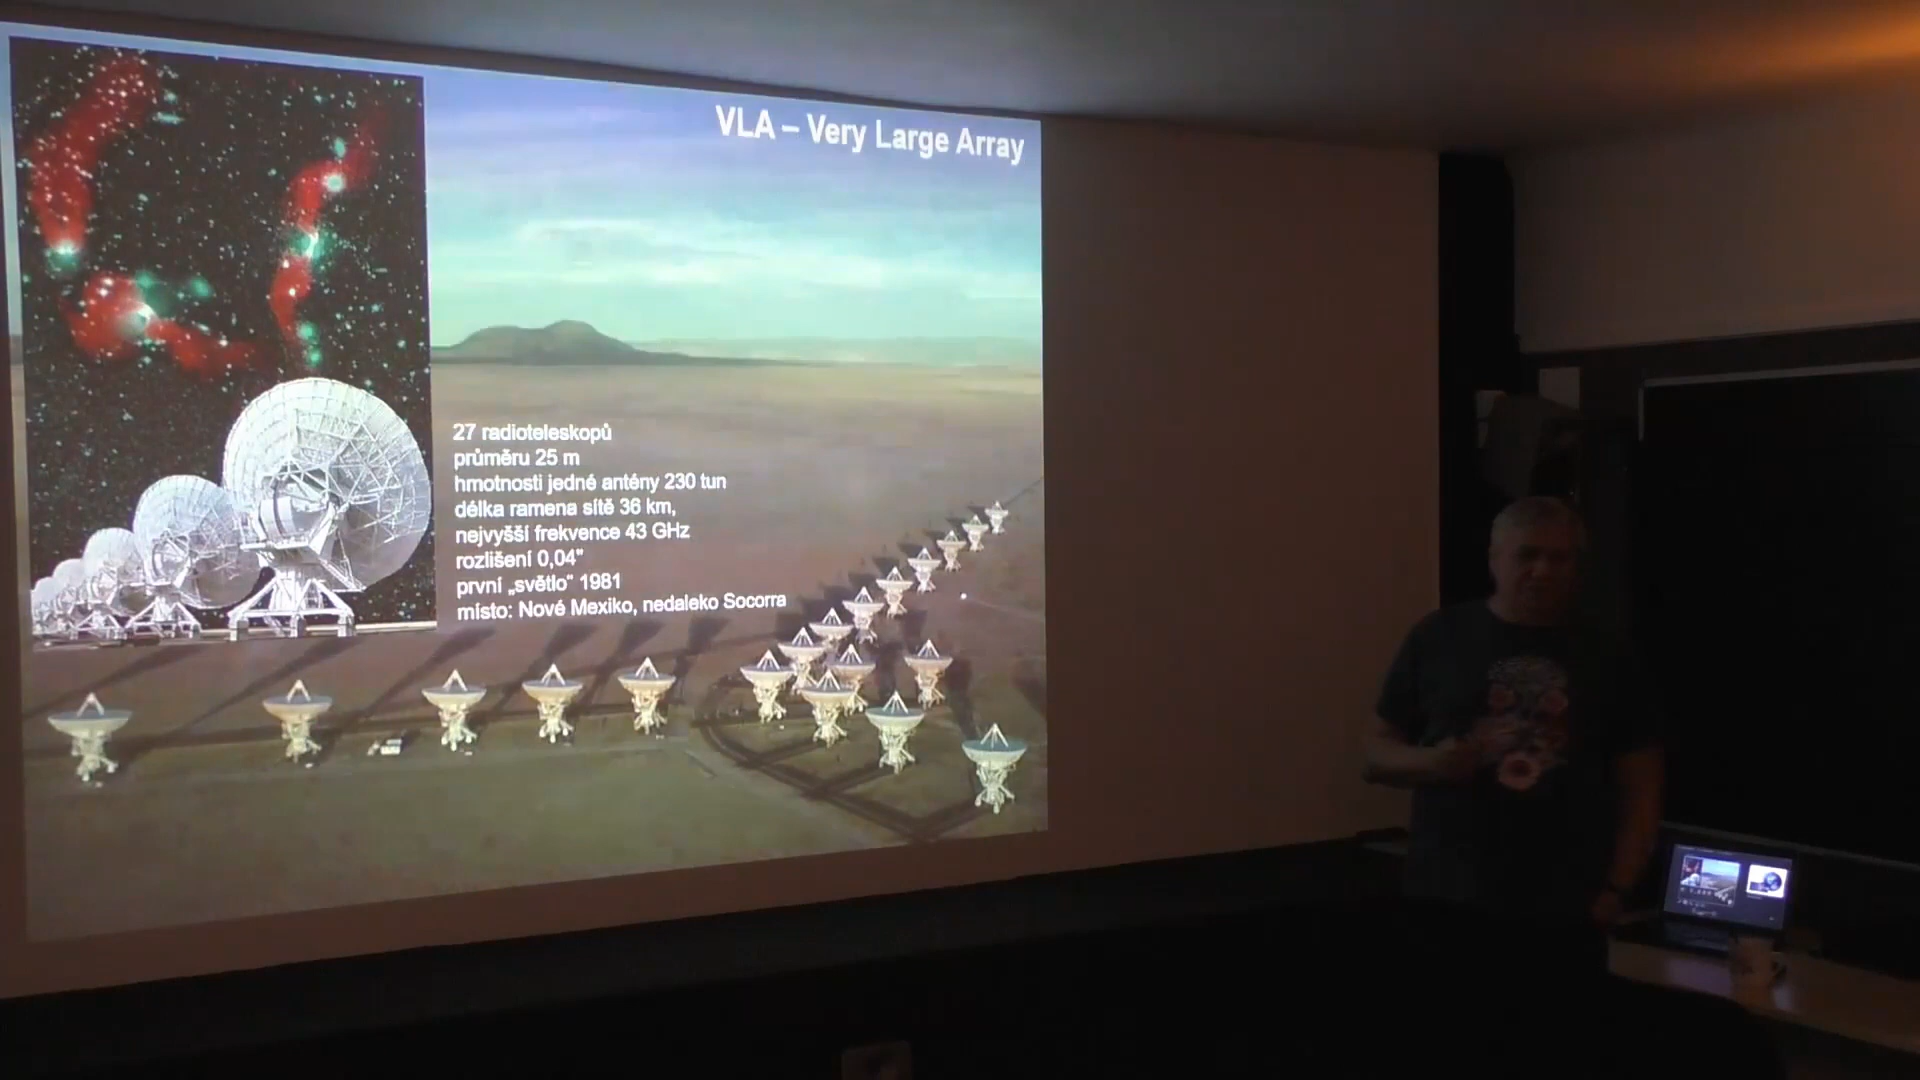 VLA – Very Large Array
27 radioteleskopů
průměru 25 m
hmotnosti jedné antény 230 tun
délka ramena sítě 36 km,
nejvyšší frekvence 43 GHz
rozlišení 0,04"
první „světlo" 1981
místo: Nové Mexiko, nedaleko Socorra